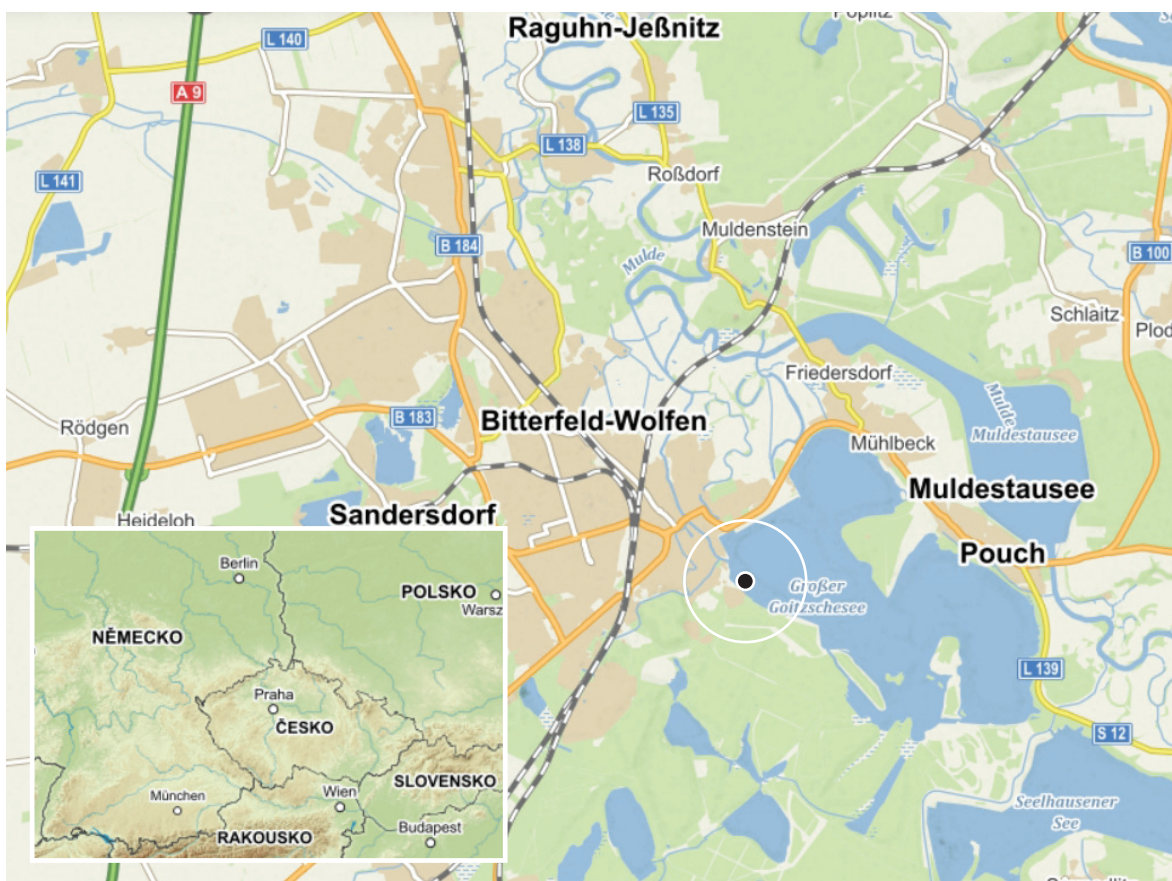 Raguhn-Jeßnitz
L 140
A 9
L 135
L 138
L 141
Roßdorf
Muldenstein
B 184
Mulde
B 100
Schlaitz
Friedersdorf
B 183
Rödgen
Bitterfeld-Wolfen
Mulde
Muldestausee
Mühlbeck
Muldestausee
Sandersdorf
Heideloh
Pouch
Großer
Goitzschesee
L 139
S 12
Seelhausener
See
Berlin
POLSKO
NĚMECKO
Praha
ČESKO
SLOVENSKO
München
Wien
RAKOUSKO
Budapest